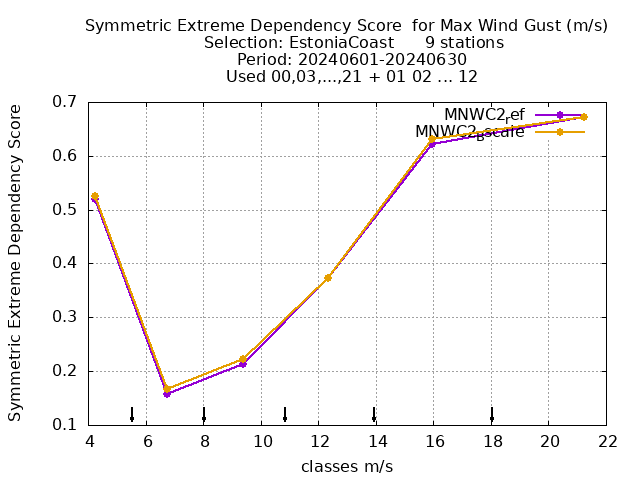 Symmetric Extreme Dependency Score  for Max Wind Gust (m/s)
Selection: EstoniaCoast      9 stations
Period: 20240601-20240630
Used 00,03,...,21 + 01 02 ... 12
MNWC2ref
Symmetric Extreme Dependency Score
0.7
0.6
0.5
0.4
0.3
0.2
0.1
4 6 8 10 12 14 16 18 20 22
classes m/s